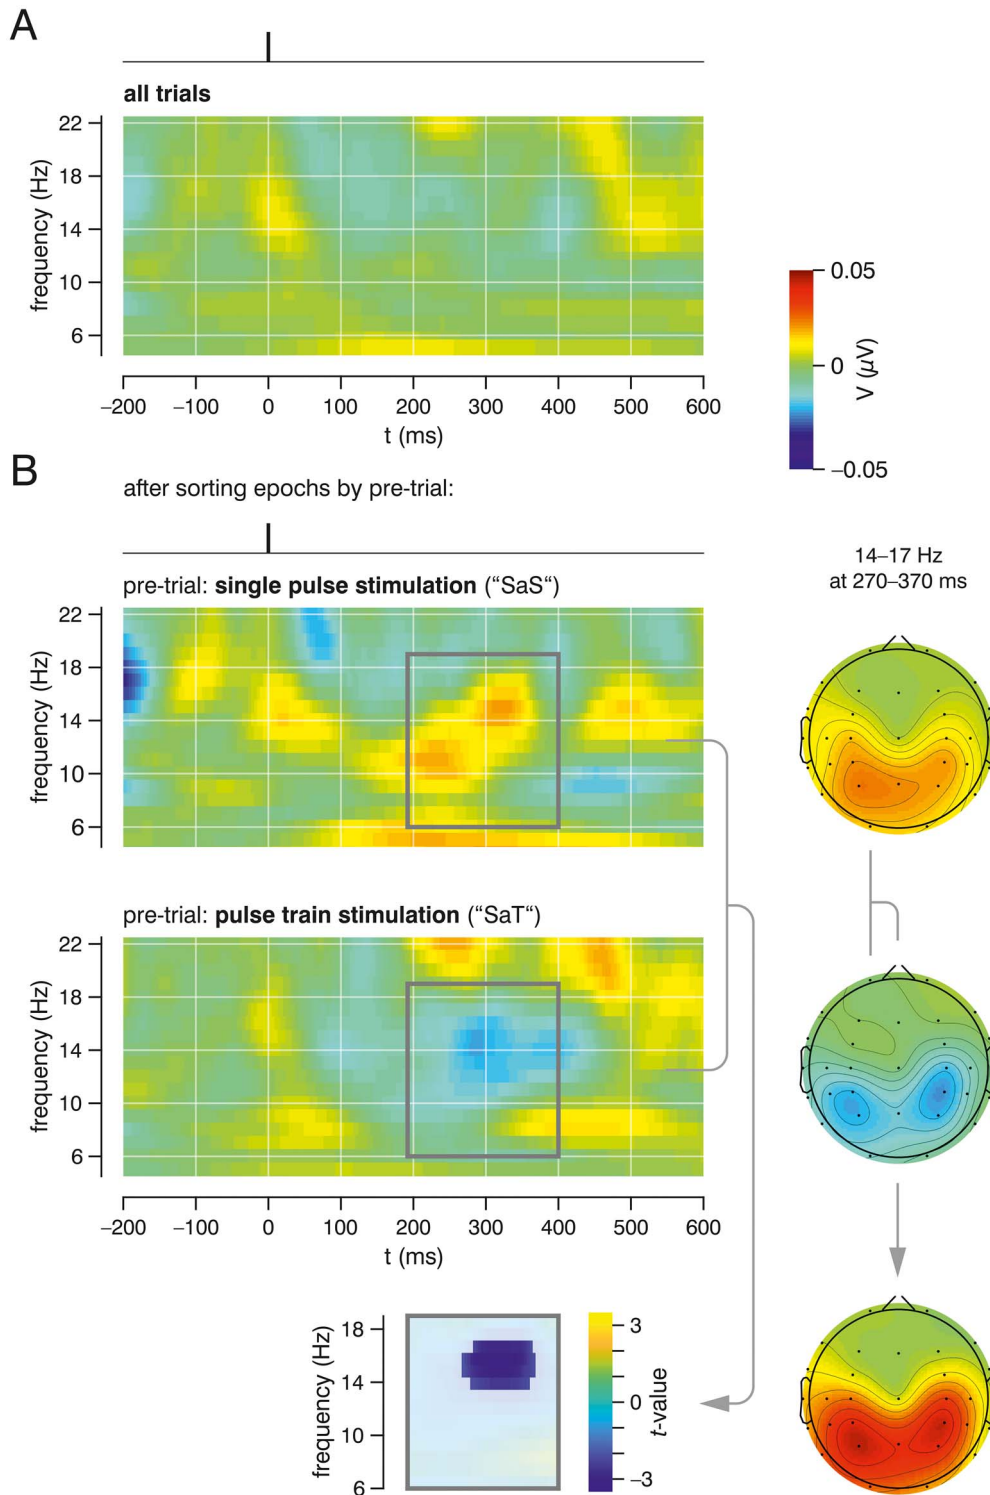 A
all trials
22
18
14
10
6
frequency (Hz)
−200 −100 0 100 200 300 400 500 600
t (ms)
0.05
0
−0.05
V (µV)
B
after sorting epochs by pre-trial:
pre-trial: single pulse stimulation (“SaS“)
22
18
14
10
6
frequency (Hz)
14–17 Hz
at 270–370 ms
pre-trial: pulse train stimulation (“SaT“)
22
18
14
10
6
frequency (Hz)
−200 −100 0 100 200 300 400 500 600
t (ms)
18
14
10
6
frequency (Hz)
3
0
−3
t-value